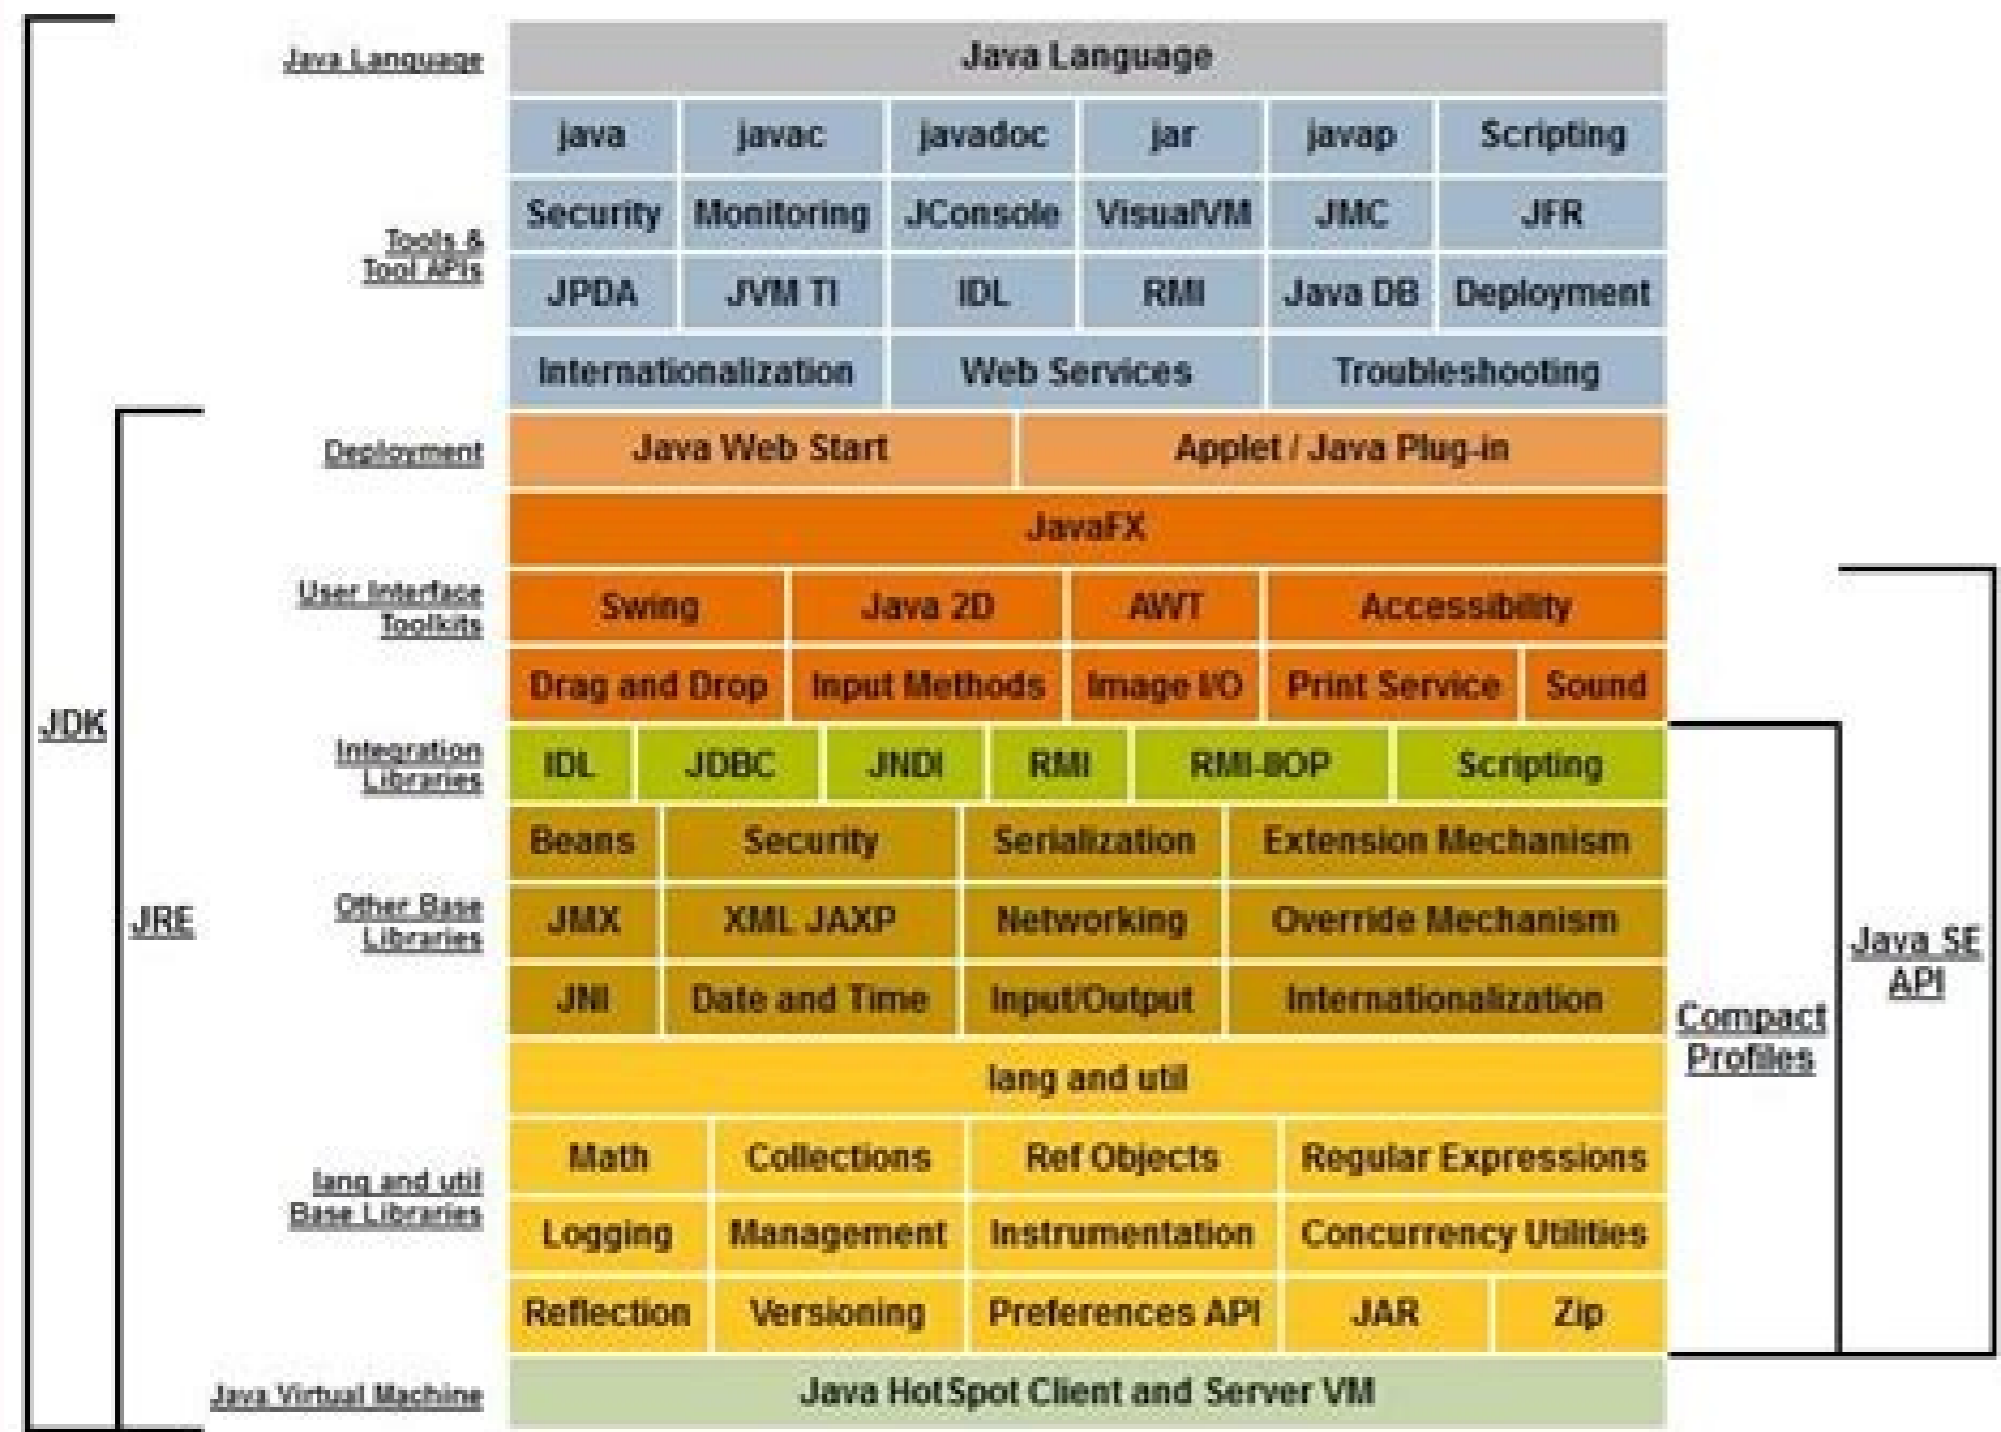 Java Language
Java Language
java javac javadoc jar javap Scripting
Tools &
Tool APIs
Security Monitoring JConsole VisualVM JMC JFR
JPDA JVM TI IDL RMI Java DB Deployment
Internationalization Web Services Troubleshooting
Deployment
Java Web Start Applet / Java Plug-in
JavaFX
User Interface
Toolkits
Swing Java 2D AWT Accessibility
Drag and Drop Input Methods Image I/O Print Service Sound
JDK
Integration
Libraries
IDL JDBC JNDI RMI RMI-IIOP Scripting
Beans Security Serialization Extension Mechanism
JRE
Other Base
Libraries
JMX XML JAXP Networking Override Mechanism
Java SE
API
JNI Date and Time Input/Output Internationalization
Compact
Profiles
lang and util
lang and util
Base Libraries
Math Collections Ref Objects Regular Expressions
Logging Management Instrumentation Concurrency Utilities
Reflection Versioning Preferences API JAR Zip
Java Virtual Machine
Java HotSpot Client and Server VM